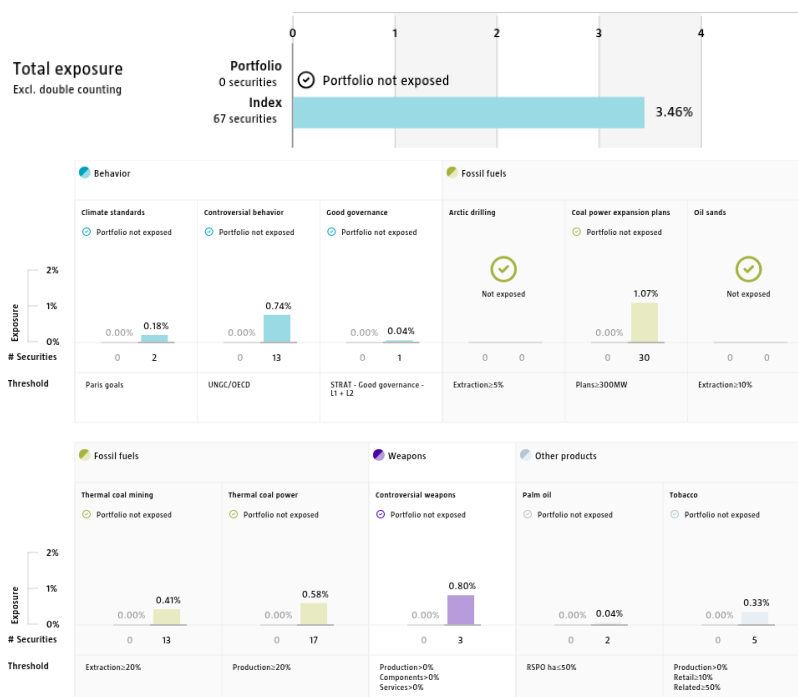 0 1 2 3 4
Total exposure
Excl. double counting
Portfolio
0 securities
Portfolio not exposed
Index
67 securities
3.46%
Behavior
Fossil fuels
Climate standards
Controversial behavior
Good governance
Arctic drilling
Coal power expansion plans
Oil sands
Portfolio not exposed
Portfolio not exposed
Portfolio not exposed
Portfolio not exposed
Not exposed
Not exposed
Exposure
2%
1%
0%
0.00% 0.18%
0.00% 0.74%
0.00% 0.04%
0.00% 1.07%
# Securities 0 2 0 13 0 1 0 0 0 30 0 0
Threshold
Paris goals
UNGC/OECD
STRAT - Good governance -
L1 + L2
Extraction≥5%
Plans≥300MW
Extraction≥10%
Fossil fuels
Weapons
Other products
Thermal coal mining
Thermal coal power
Controversial weapons
Palm oil
Tobacco
Portfolio not exposed
Portfolio not exposed
Portfolio not exposed
Portfolio not exposed
Portfolio not exposed
Exposure
2%
1%
0%
0.00% 0.41%
0.00% 0.58%
0.00% 0.80%
0.00% 0.04%
0.00% 0.33%
# Securities 0 13 0 17 0 3 0 2 0 5
Threshold
Extraction≥20%
Production≥20%
Production>0%
Components>0%
Services>0%
RSPO ha≤50%
Production>0%
Retail≥10%
Related≥50%